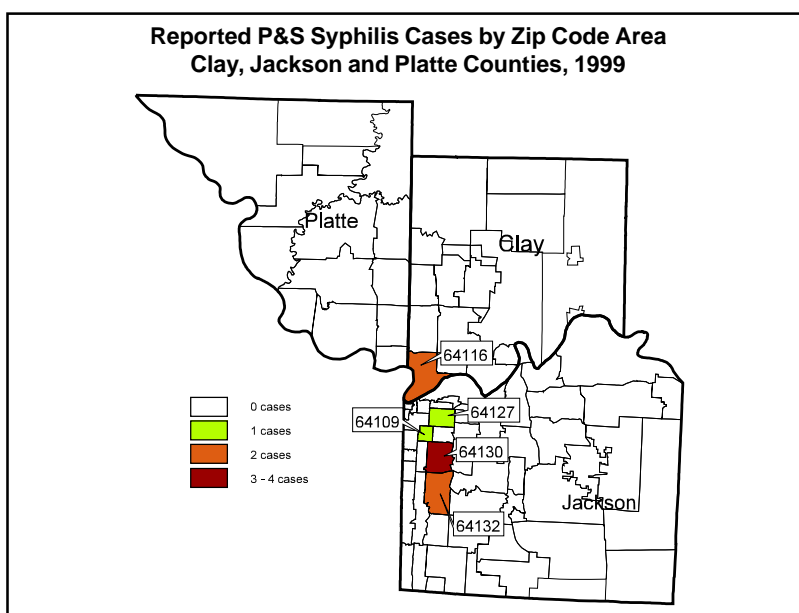 Reported P&S Syphilis Cases by Zip Code Area
Clay, Jackson and Platte Counties, 1999
Platte
Clay
64116
64127
64109
64130
64132
Jackson
0 cases
1 cases
2 cases
3 - 4 cases